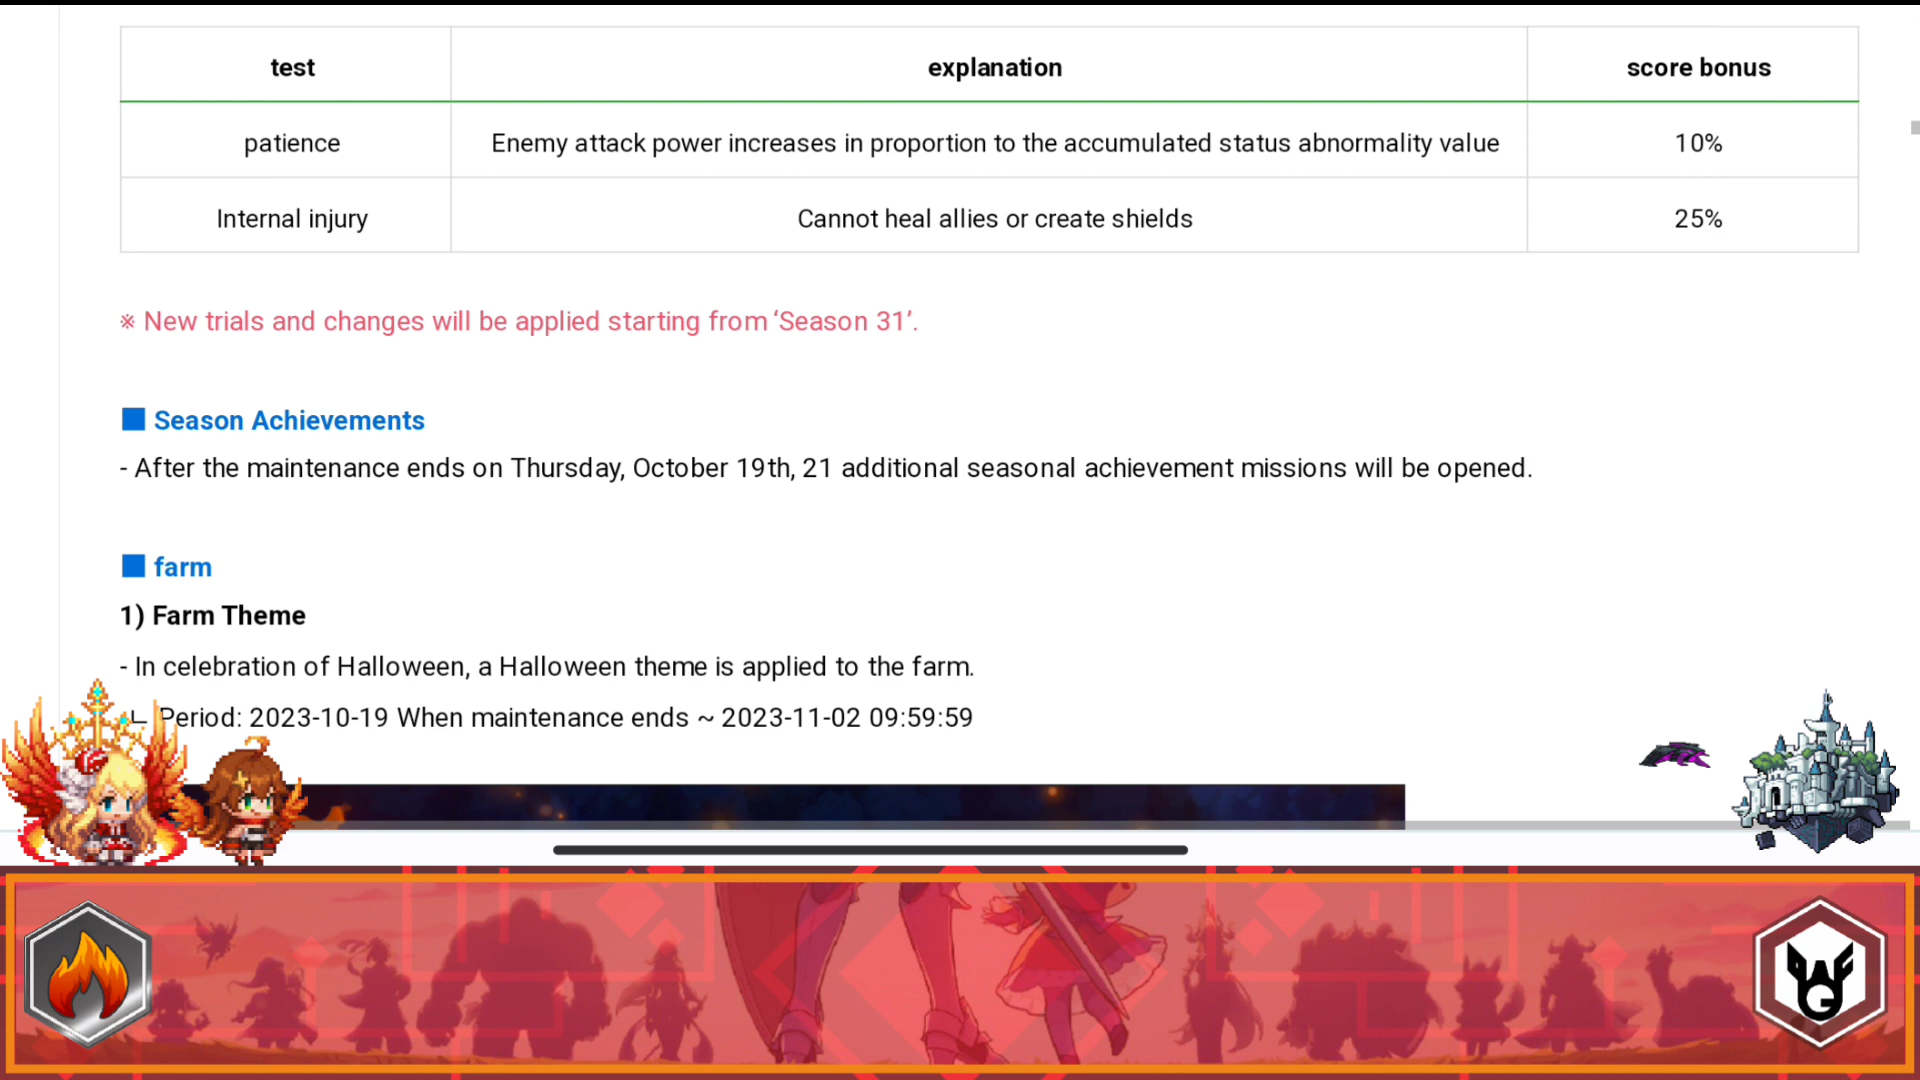 test explanation score bonus
patience Enemy attack power increases in proportion to the accumulated status abnormality value 10%
Internal injury Cannot heal allies or create shields 25%
※ New trials and changes will be applied starting from ‘Season 31’.
■ Season Achievements
- After the maintenance ends on Thursday, October 19th, 21 additional seasonal achievement missions will be opened.
■ farm
1) Farm Theme
- In celebration of Halloween, a Halloween theme is applied to the farm.
ㄴ Period: 2023-10-19 When maintenance ends ~ 2023-11-02 09:59:59